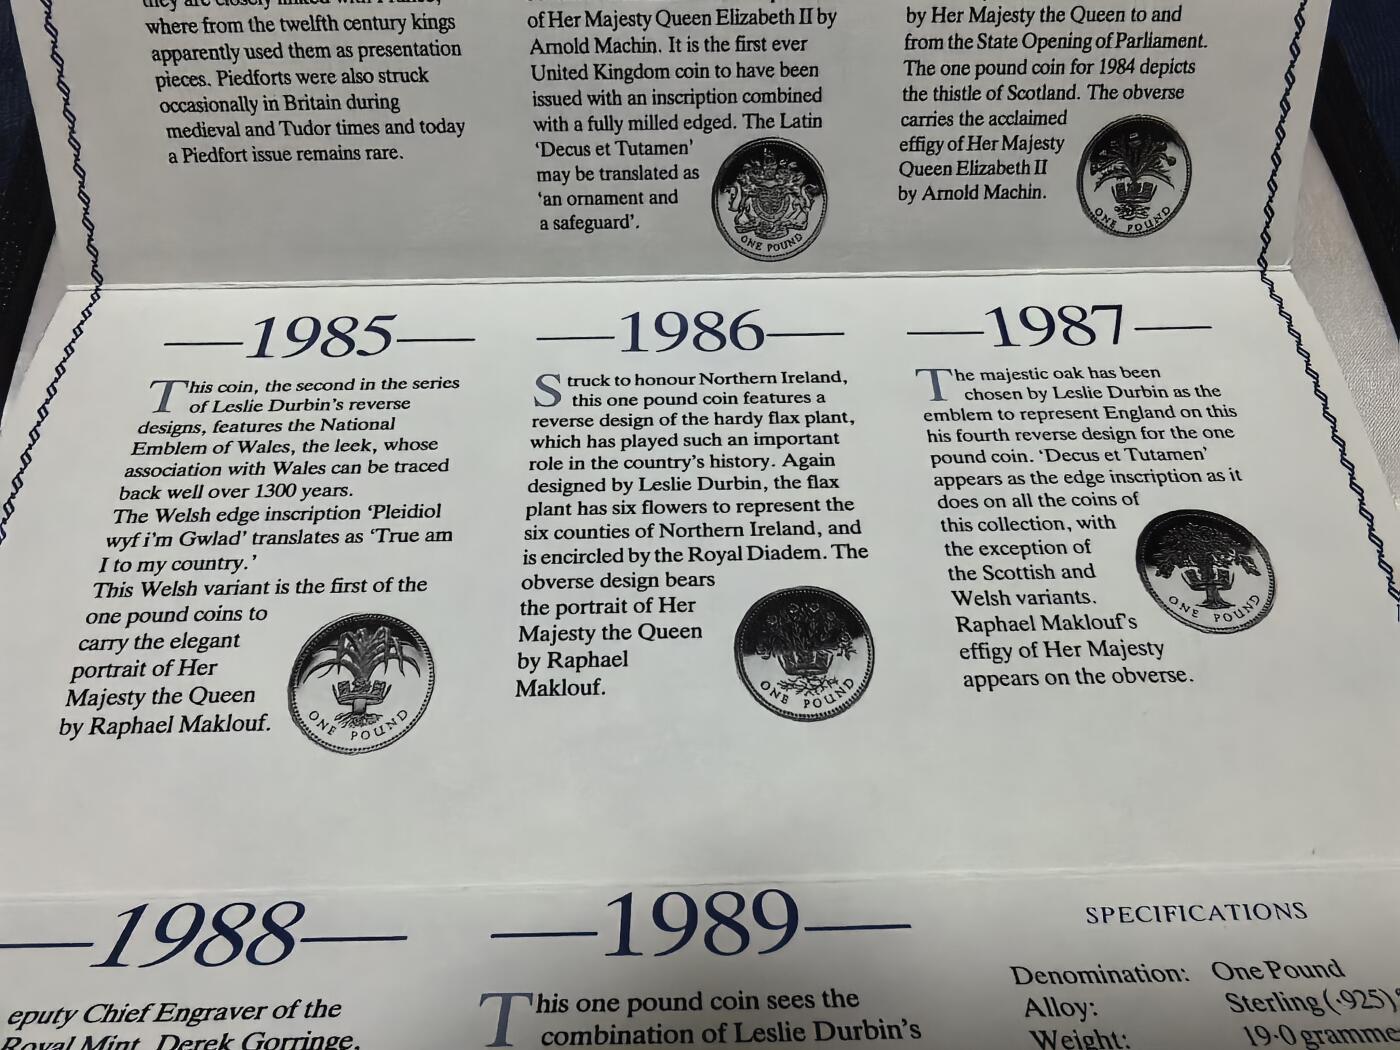 where from the twelfth century kings
apparently used them as presentation
pieces. Piedforts were also struck
occasionally in Britain during
medieval and Tudor times and today
a Piedfort issue remains rare.
of Her Majesty Queen Elizabeth II by
Arnold Machin. It is the first ever
United Kingdom coin to have been
issued with an inscription combined
with a fully milled edged. The Latin
‘Decus et Tutamen’
may be translated as
‘an ornament and
a safeguard’.
ONE POUND
by Her Majesty the Queen to and
from the State Opening of Parliament.
The one pound coin for 1984 depicts
the thistle of Scotland. The obverse
carries the acclaimed
effigy of Her Majesty
Queen Elizabeth II
by Arnold Machin.
ONE POUND
1985
This coin, the second in the series
of Leslie Durbin's reverse
designs, features the National
Emblem of Wales, the leek, whose
association with Wales can be traced
back well over 1300 years.
The Welsh edge inscription ‘Pleidiol
wyf i'm Gwlad’ translates as ‘True am
I to my country.’
This Welsh variant is the first of the
one pound coins to
carry the elegant
portrait of Her
Majesty the Queen
by Raphael Maklouf.
ONE POUND
1986
Struck to honour Northern Ireland,
this one pound coin features a
reverse design of the hardy flax plant,
which has played such an important
role in the country's history. Again
designed by Leslie Durbin, the flax
plant has six flowers to represent the
six counties of Northern Ireland, and
is encircled by the Royal Diadem. The
obverse design bears
the portrait of Her
Majesty the Queen
by Raphael
Maklouf.
ONE POUND
1987
The majestic oak has been
chosen by Leslie Durbin as the
emblem to represent England on this
his fourth reverse design for the one
pound coin. ‘Decus et Tutamen’
appears as the edge inscription as it
does on all the coins of
this collection, with
the exception of
the Scottish and
Welsh variants.
Raphael Maklouf's
effigy of Her Majesty
appears on the obverse.
ONE POUND
1988
eputy Chief Engraver of the
Royal Mint, Derek Gorringe,
1989
This one pound coin sees the
combination of Leslie Durbin's
SPECIFICATIONS
Denomination: One Pound
Alloy: Sterling (·925)
Weight: 19·0 gramme